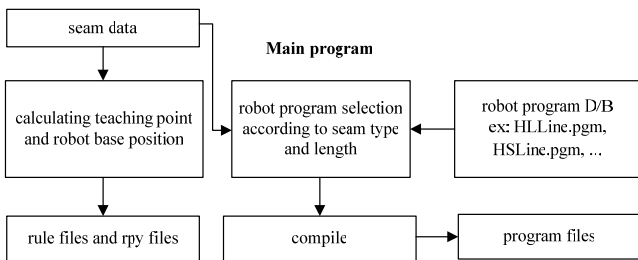 seam data
Main program
calculating teaching point
and robot base position
robot program selection
according to seam type
and length
robot program D/B
ex: HLLine.pgm,
HSLine.pgm, ...
rule files and rpy files
compile
program files